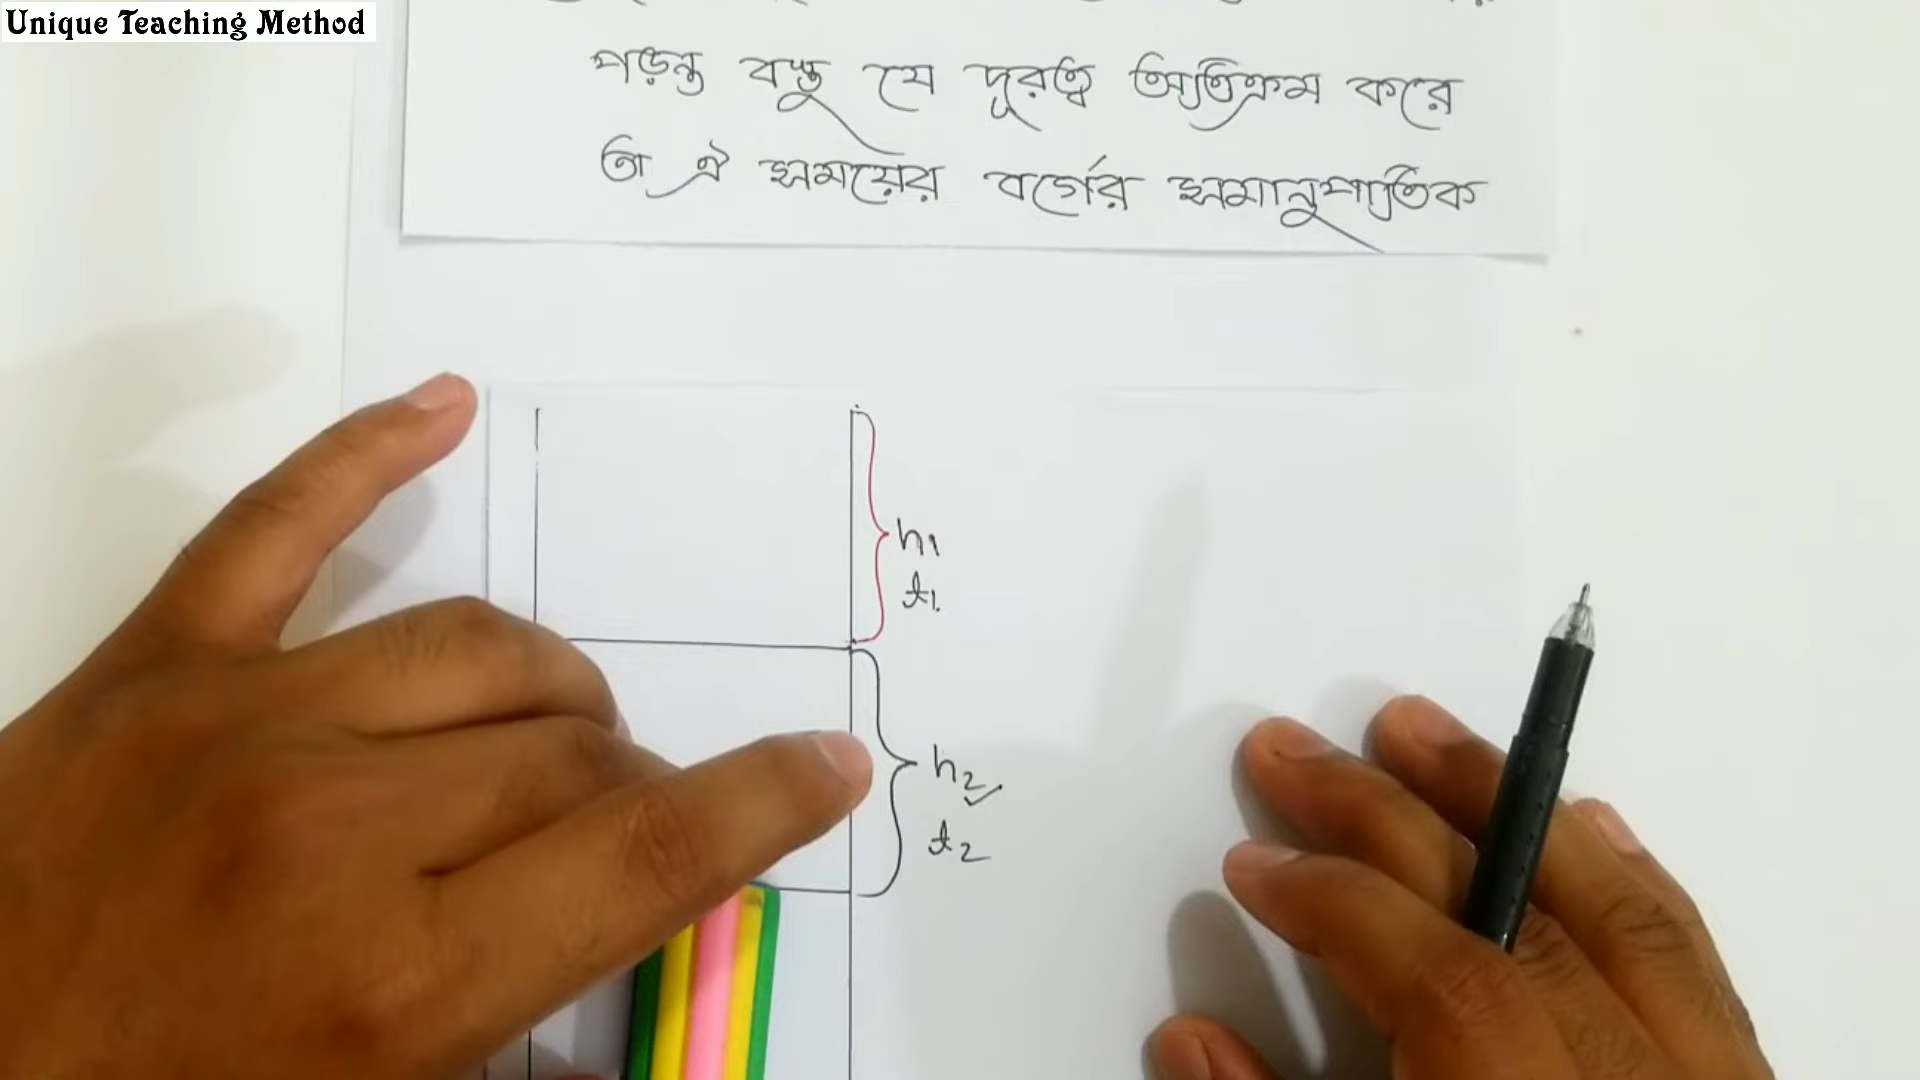 Unique Teaching Method
পড়ন্ত বস্তু যে দূরত্ব অতিক্রম করে
তা ঐ সময়ের বর্গের সমানুপাতিক
h1
t1.
h2
t2